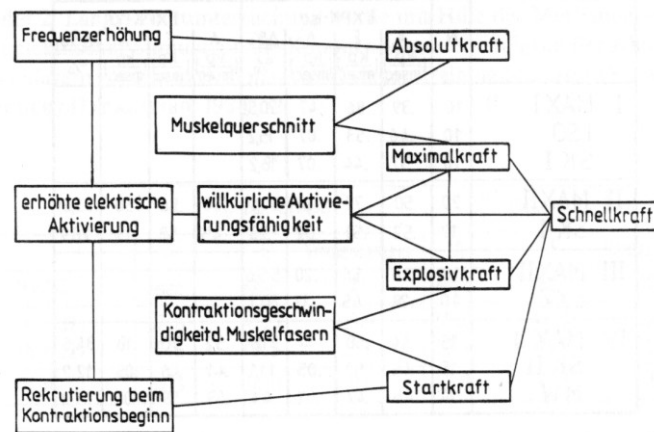 Frequenzerhöhung
Absolutkraft
Muskelquerschnitt
Maximalkraft
erhöhte elektrische
Aktivierung
willkürliche Aktivie-
rungsfähigkeit
Schnellkraft
Explosivkraft
Kontraktionsgeschwin-
digkeitd. Muskelfasern
Rekrutierung beim
Kontraktionsbeginn
Startkraft